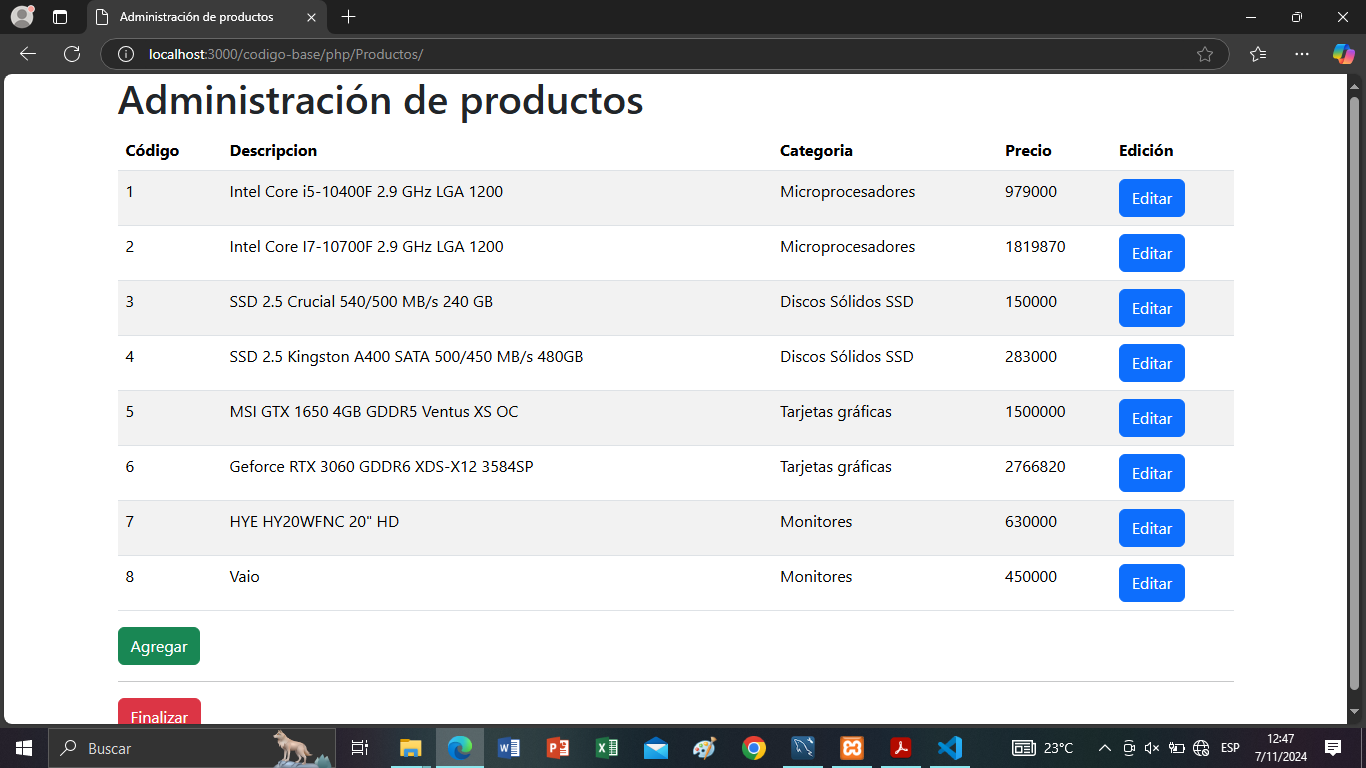 Administración de productos
localhost:3000/codigo-base/php/Productos/
Administración de productos
Código Descripcion Categoria Precio Edición
1 Intel Core i5-10400F 2.9 GHz LGA 1200 Microprocesadores 979000 Editar
2 Intel Core I7-10700F 2.9 GHz LGA 1200 Microprocesadores 1819870 Editar
3 SSD 2.5 Crucial 540/500 MB/s 240 GB Discos Sólidos SSD 150000 Editar
4 SSD 2.5 Kingston A400 SATA 500/450 MB/s 480GB Discos Sólidos SSD 283000 Editar
5 MSI GTX 1650 4GB GDDR5 Ventus XS OC Tarjetas gráficas 1500000 Editar
6 Geforce RTX 3060 GDDR6 XDS-X12 3584SP Tarjetas gráficas 2766820 Editar
7 HYE HY20WFNC 20" HD Monitores 630000 Editar
8 Vaio Monitores 450000 Editar
Agregar
Finalizar
Buscar 23°C ESP 12:47
7/11/2024